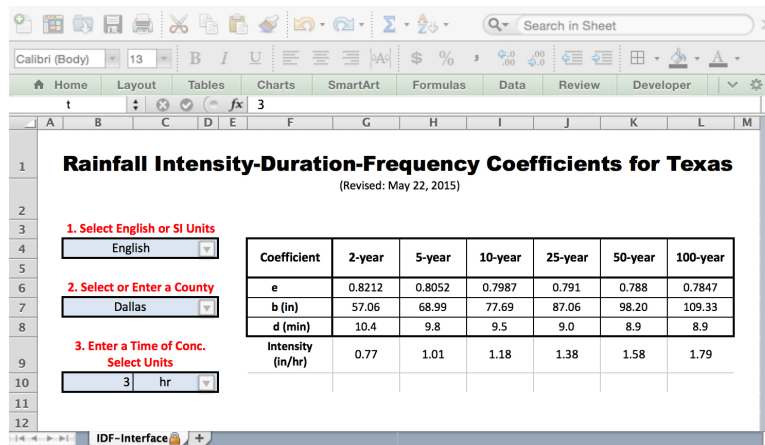 Search in Sheet
Calibri (Body) 13 B I U A $ % , .0 .00 .00 .0 A
Home Layout Tables Charts SmartArt Formulas Data Review Developer
t fx 3
A B C D E F G H I J K L M
1 Rainfall Intensity-Duration-Frequency Coefficients for Texas
(Revised: May 22, 2015)
2
3 1. Select English or SI Units
4 English Coefficient 2-year 5-year 10-year 25-year 50-year 100-year
5
6 2. Select or Enter a County e 0.8212 0.8052 0.7987 0.791 0.788 0.7847
7 Dallas b (in) 57.06 68.99 77.69 87.06 98.20 109.33
8 d (min) 10.4 9.8 9.5 9.0 8.9 8.9
3. Enter a Time of Conc. Intensity
9 Select Units (in/hr) 0.77 1.01 1.18 1.38 1.58 1.79
10 3 hr
11
12
IDF-Interface +